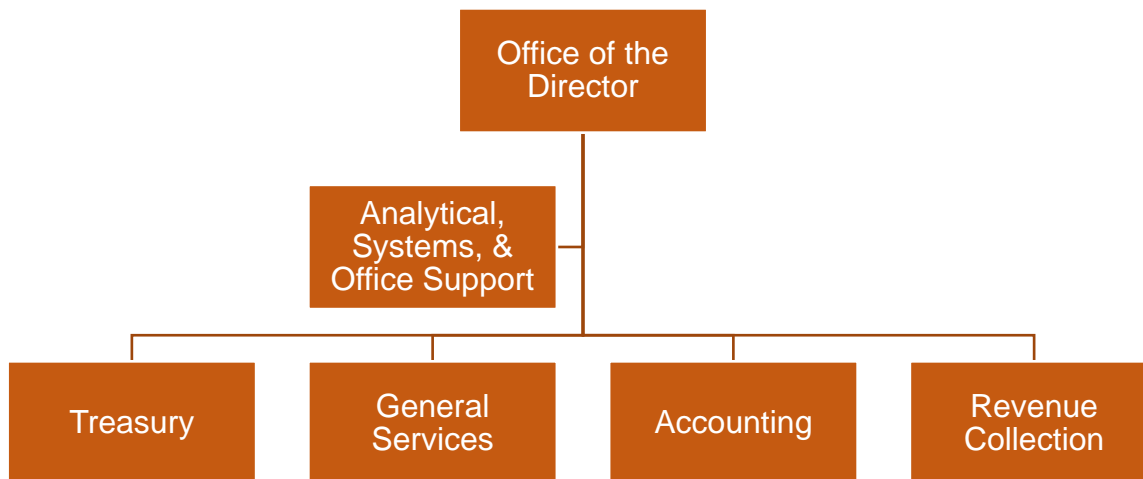 Office of the
Director
Analytical,
Systems, &
Office Support
Treasury
General
Services
Accounting
Revenue
Collection